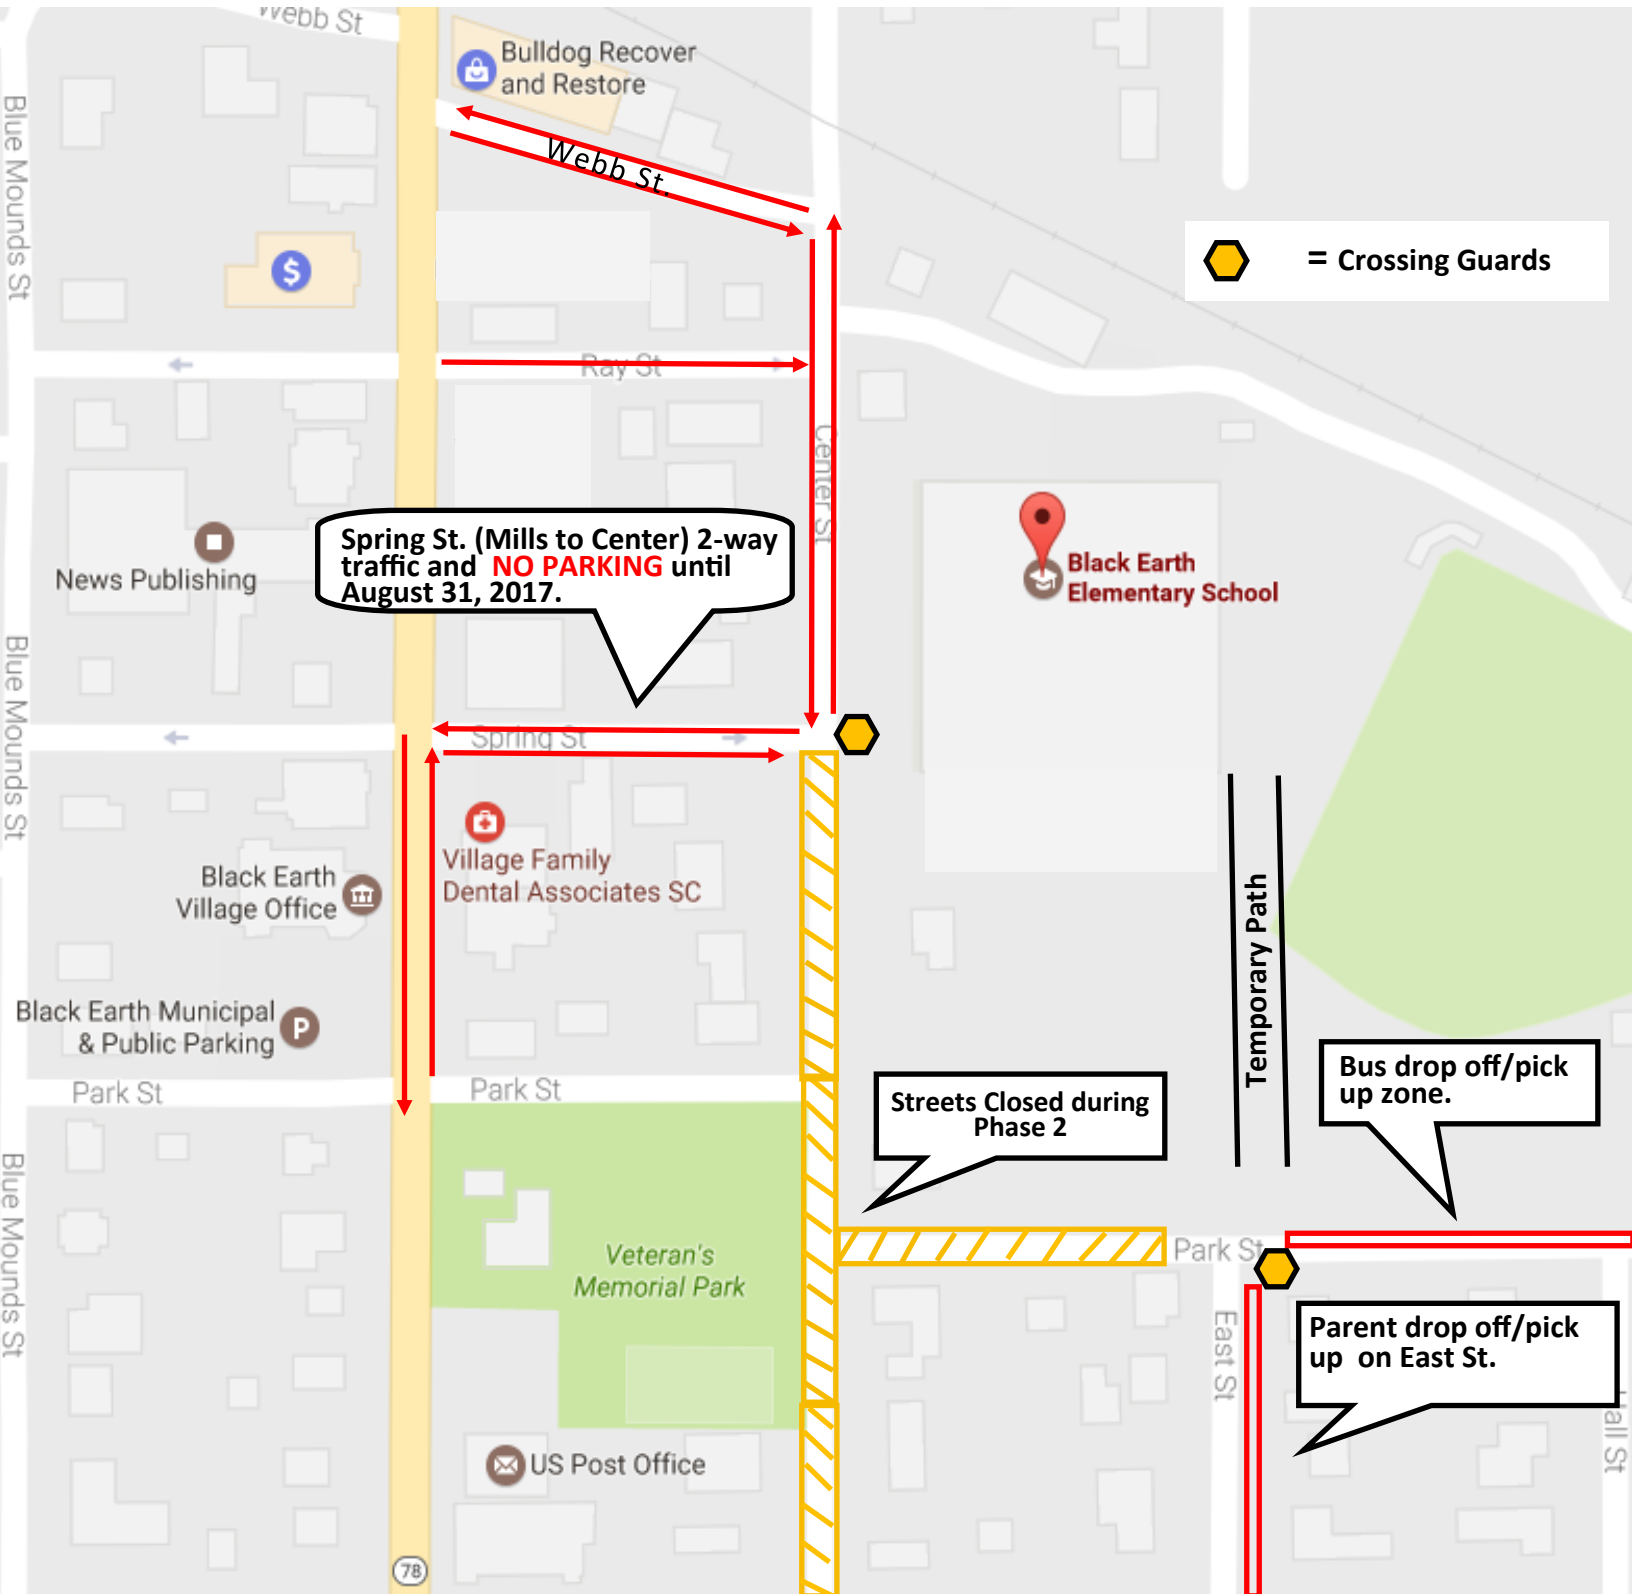 Webb St
Bulldog Recover
and Restore
Webb St.
Blue Mounds St
$
= Crossing Guards
Ray St
Center St
Spring St. (Mills to Center) 2-way
traffic and NO PARKING until
August 31, 2017.
News Publishing
Black Earth
Elementary School
Blue Mounds St
Spring St
Village Family
Dental Associates SC
Black Earth
Village Office
Temporary Path
Black Earth Municipal
& Public Parking
P
Bus drop off/pick
up zone.
Park St
Park St
Streets Closed during
Phase 2
Blue Mounds St
Veteran's
Memorial Park
Park St
East St
Parent drop off/pick
up on East St.
Hall St
US Post Office
78